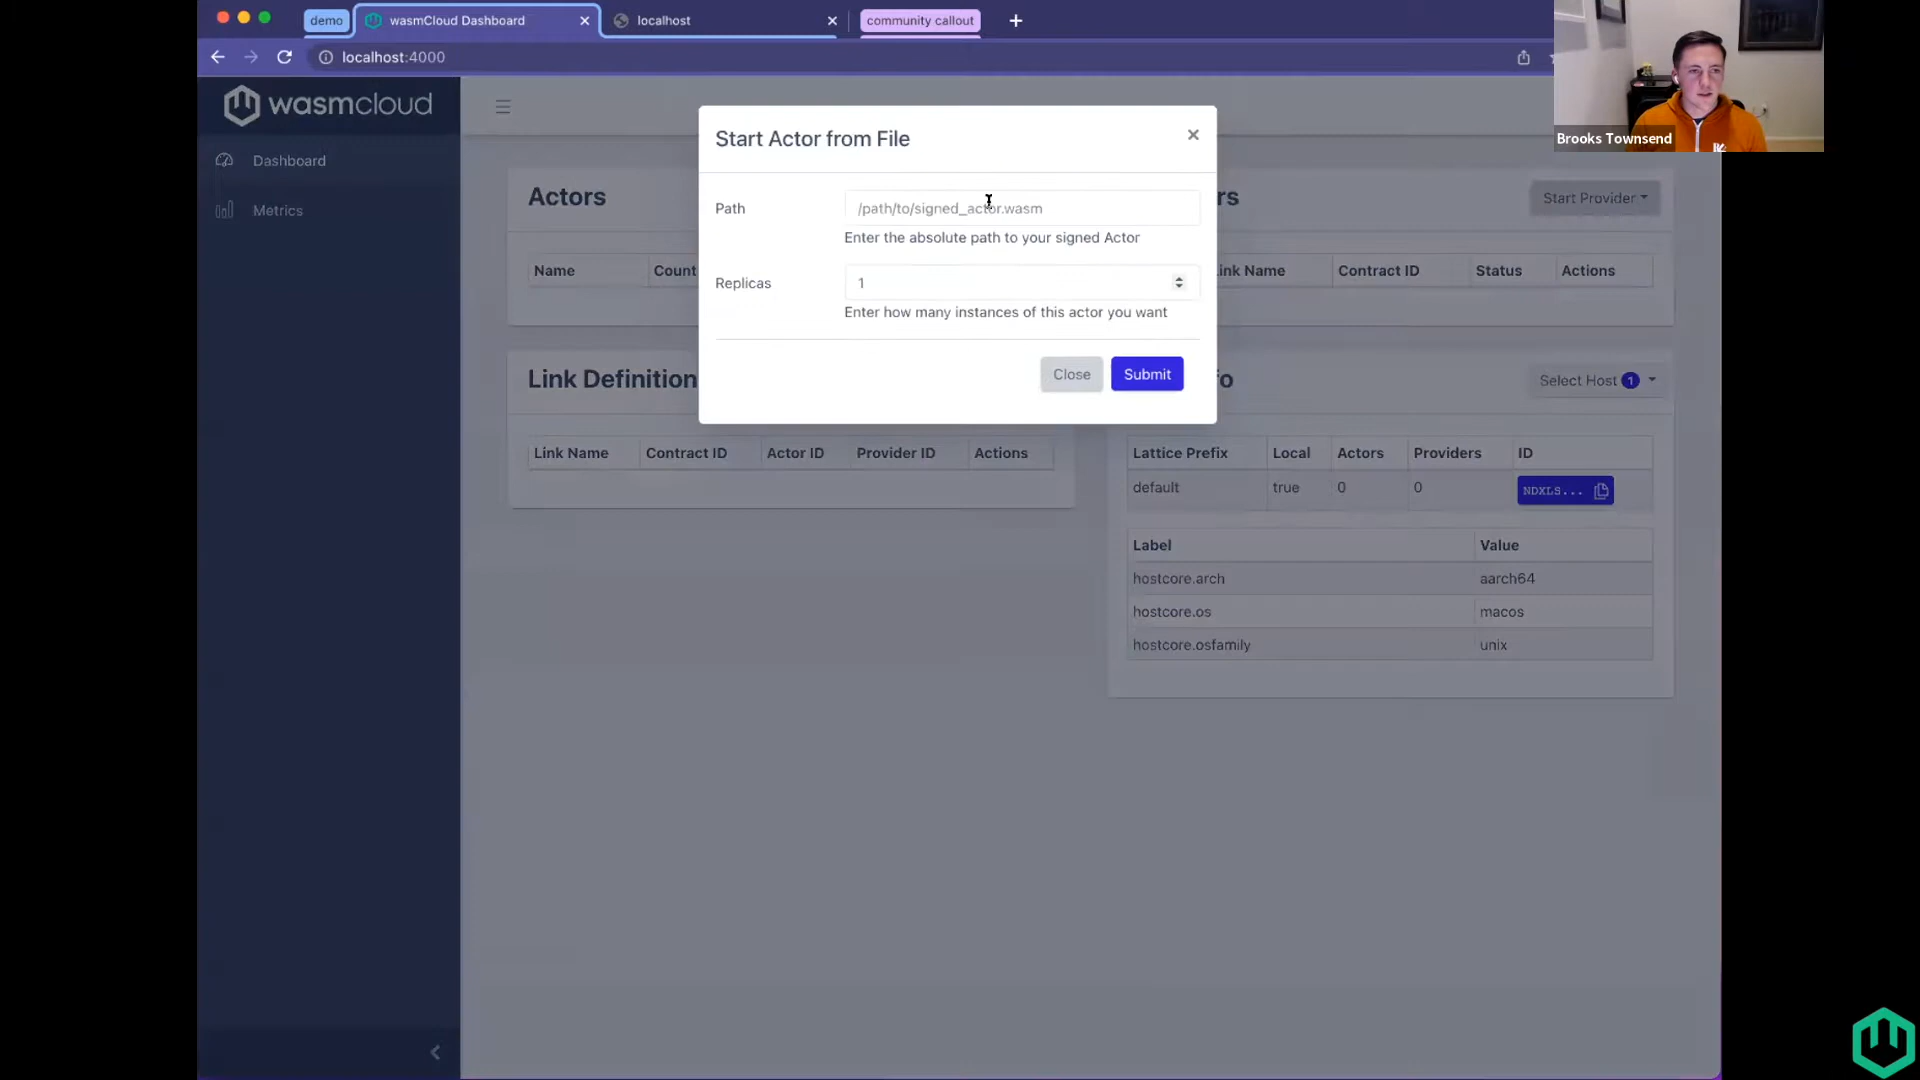 demo
wasmCloud Dashboard
localhost
community callout
localhost:4000
Brooks Townsend
wasmcloud
Dashboard
Metrics
Start Actor from File
Path
/path/to/signed_actor.wasm
Enter the absolute path to your signed Actor
Replicas
1
Enter how many instances of this actor you want
Close
Submit
Actors
Name
Count
rs
Start Provider
ink Name
Contract ID
Status
Actions
Link Definition
Link Name
Contract ID
Actor ID
Provider ID
Actions
fo
Select Host 1
Lattice Prefix
Local
Actors
Providers
ID
default
true
0
0
NDXLS...
Label
Value
hostcore.arch
aarch64
hostcore.os
macos
hostcore.osfamily
unix